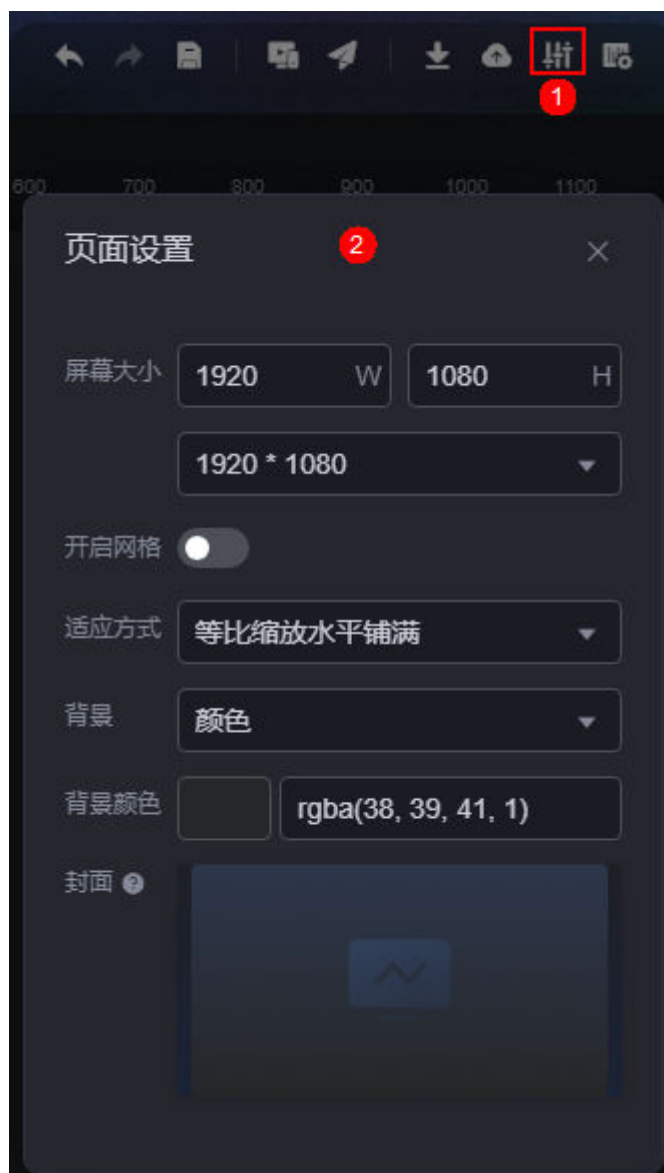 1
600 700 800 900 1000 1100
页面设置 2
屏幕大小 1920 W 1080 H
1920 * 1080
开启网格
适应方式 等比缩放水平铺满
背景 颜色
背景颜色 rgba(38, 39, 41, 1)
封面 ?